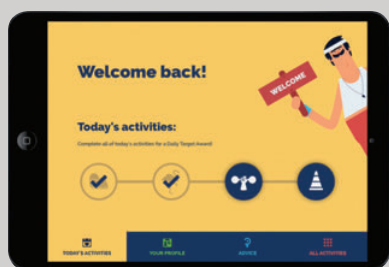 Welcome back!
WELCOME
Today's activities:
Complete all of today's activities for a Daily Target Award!
TODAY'S ACTIVITIES
YOUR PROFILE
ADVICE
ALL ACTIVITIES